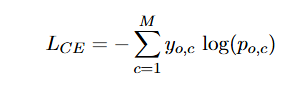 L_{CE} = -\sum_{c=1}^{M} y_{o,c} \log(p_{o,c})